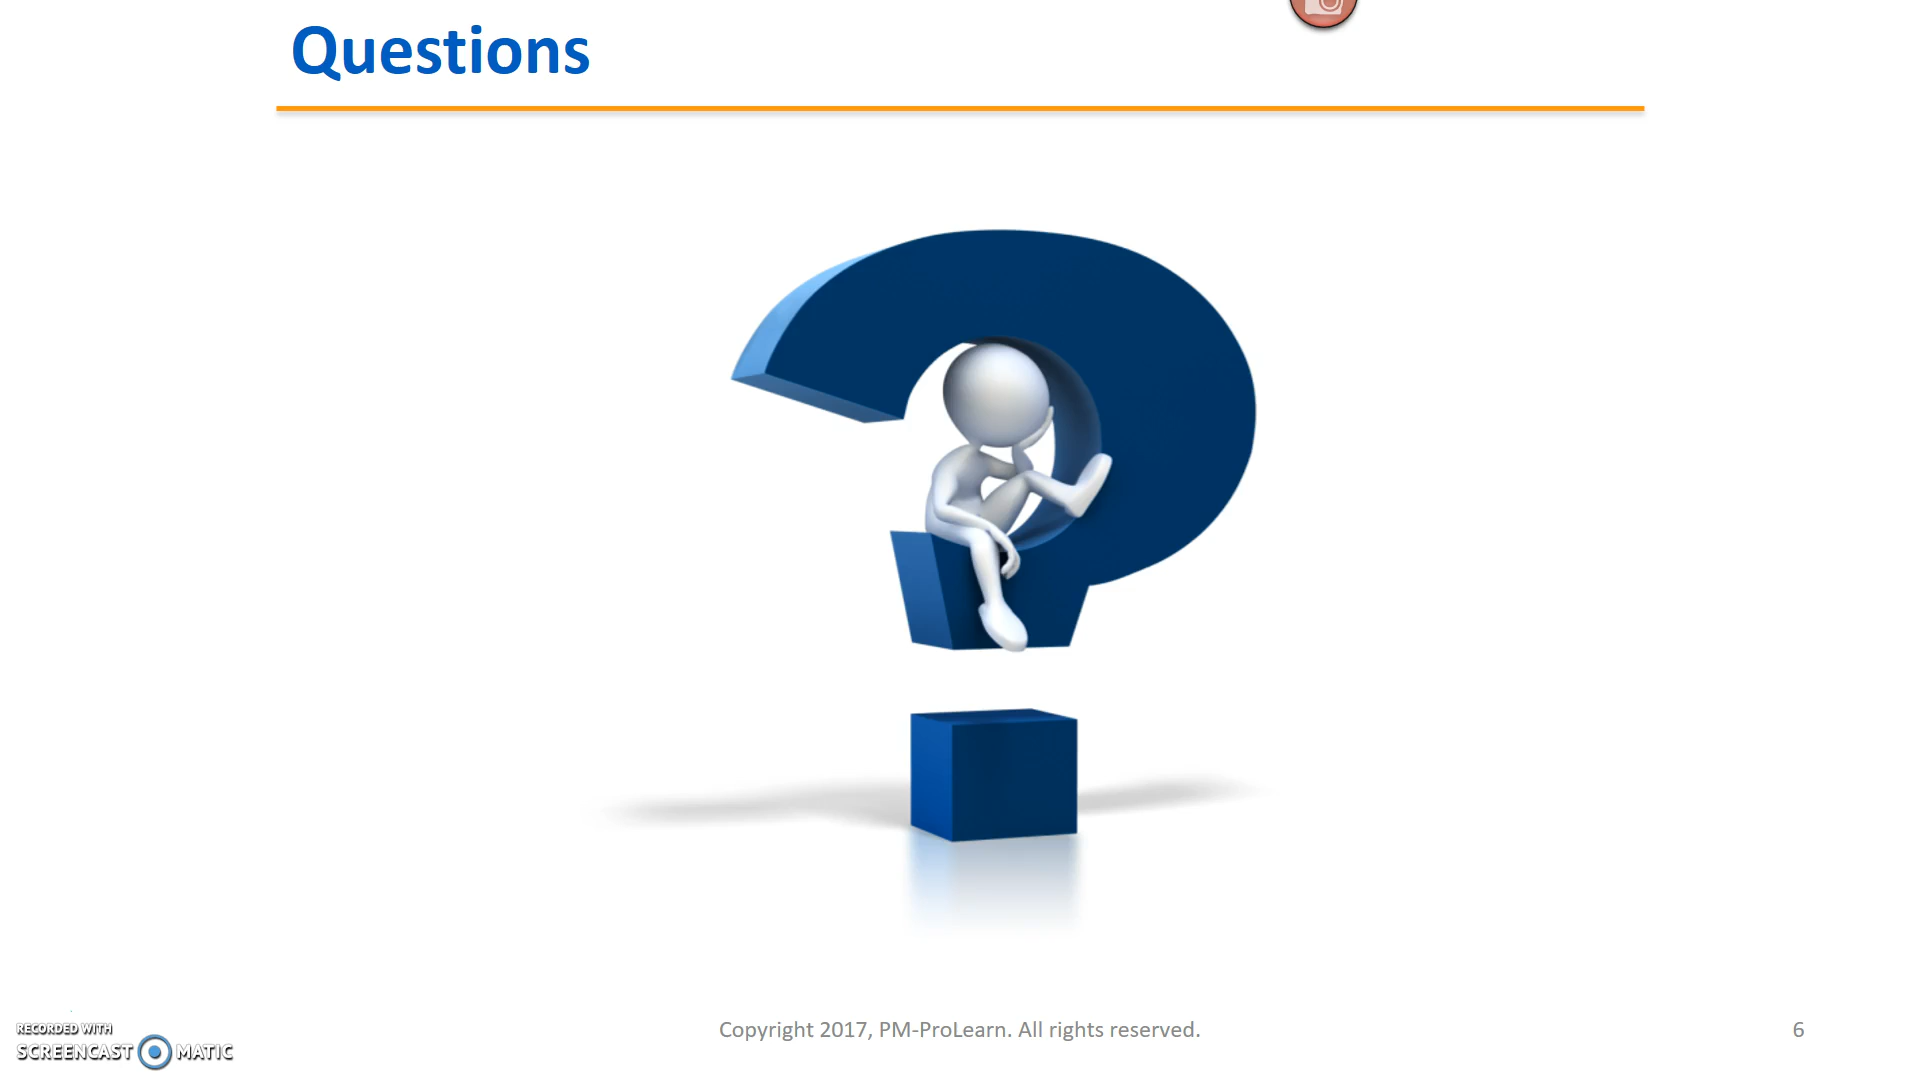 Questions
Copyright 2017, PM-ProLearn. All rights reserved.
6
RECORDED WITH
SCREENCAST MATIC